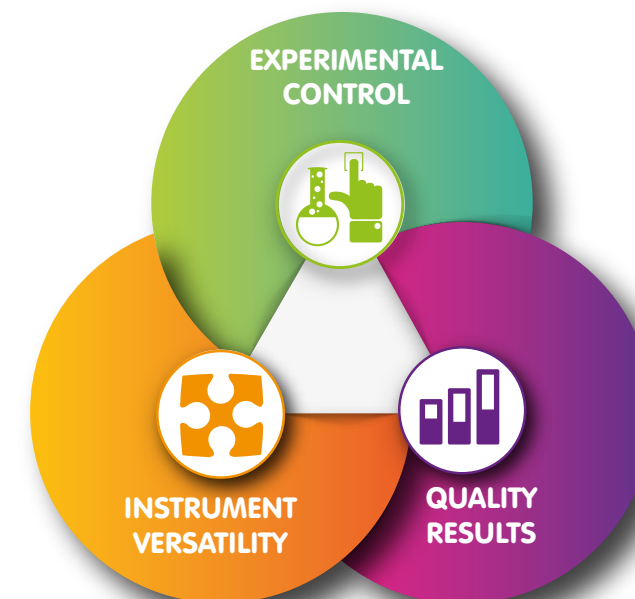 EXPERIMENTAL
CONTROL
INSTRUMENT
VERSATILITY
QUALITY
RESULTS